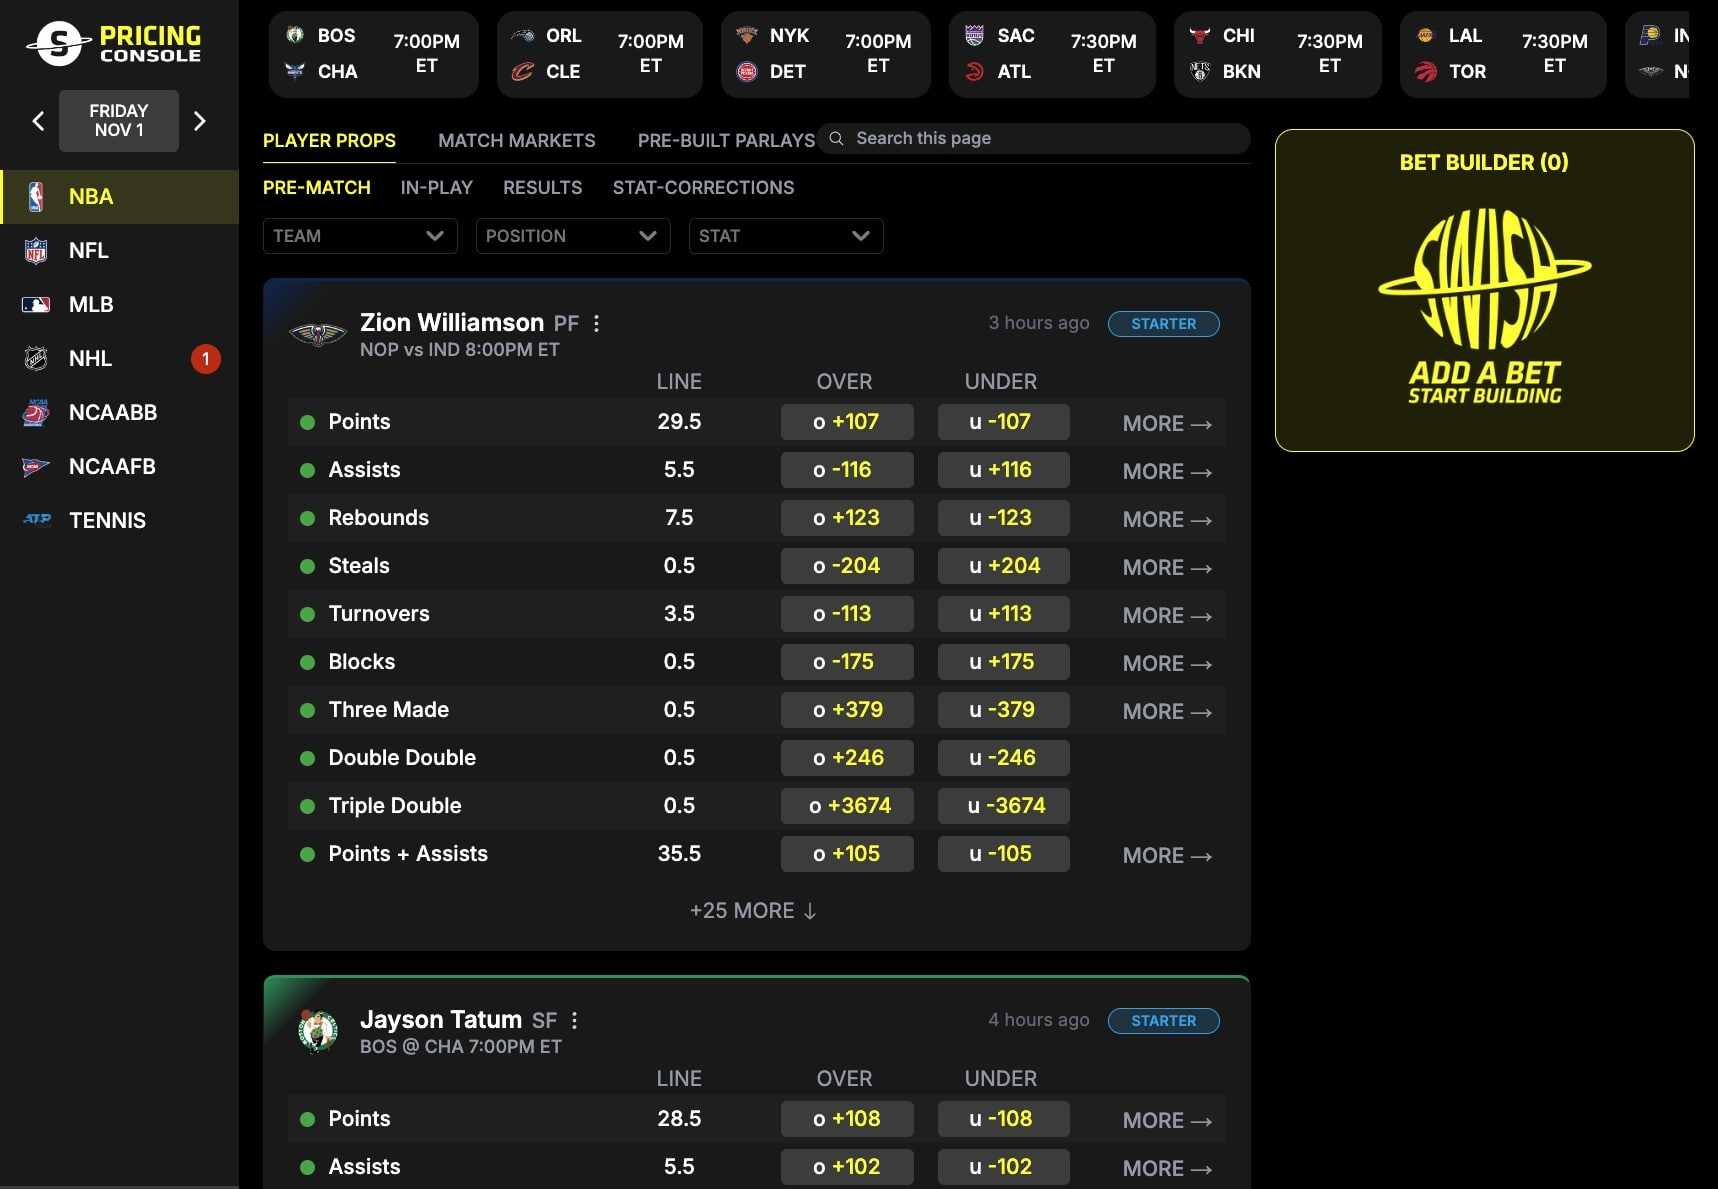 S PRICING
CONSOLE
FRIDAY
NOV 1
NBA
NFL
MLB
NHL 1
NCAABB
NCAAFB
TENNIS
BOS
CHA
7:00PM
ET
ORL
CLE
7:00PM
ET
NYK
DET
7:00PM
ET
SAC
ATL
7:30PM
ET
CHI
BKN
7:30PM
ET
LAL
TOR
7:30PM
ET
PLAYER PROPS MATCH MARKETS PRE-BUILT PARLAYS Search this page
PRE-MATCH IN-PLAY RESULTS STAT-CORRECTIONS
TEAM POSITION STAT
Zion Williamson PF 3 hours ago STARTER
NOP vs IND 8:00PM ET
LINE OVER UNDER
Points 29.5 o +107 u -107 MORE →
Assists 5.5 o -116 u +116 MORE →
Rebounds 7.5 o +123 u -123 MORE →
Steals 0.5 o -204 u +204 MORE →
Turnovers 3.5 o -113 u +113 MORE →
Blocks 0.5 o -175 u +175 MORE →
Three Made 0.5 o +379 u -379 MORE →
Double Double 0.5 o +246 u -246
Triple Double 0.5 o +3674 u -3674
Points + Assists 35.5 o +105 u -105 MORE →
+25 MORE ↓
Jayson Tatum SF 4 hours ago STARTER
BOS @ CHA 7:00PM ET
LINE OVER UNDER
Points 28.5 o +108 u -108 MORE →
Assists 5.5 o +102 u -102 MORE →
BET BUILDER (0)
SWISH
ADD A BET
START BUILDING